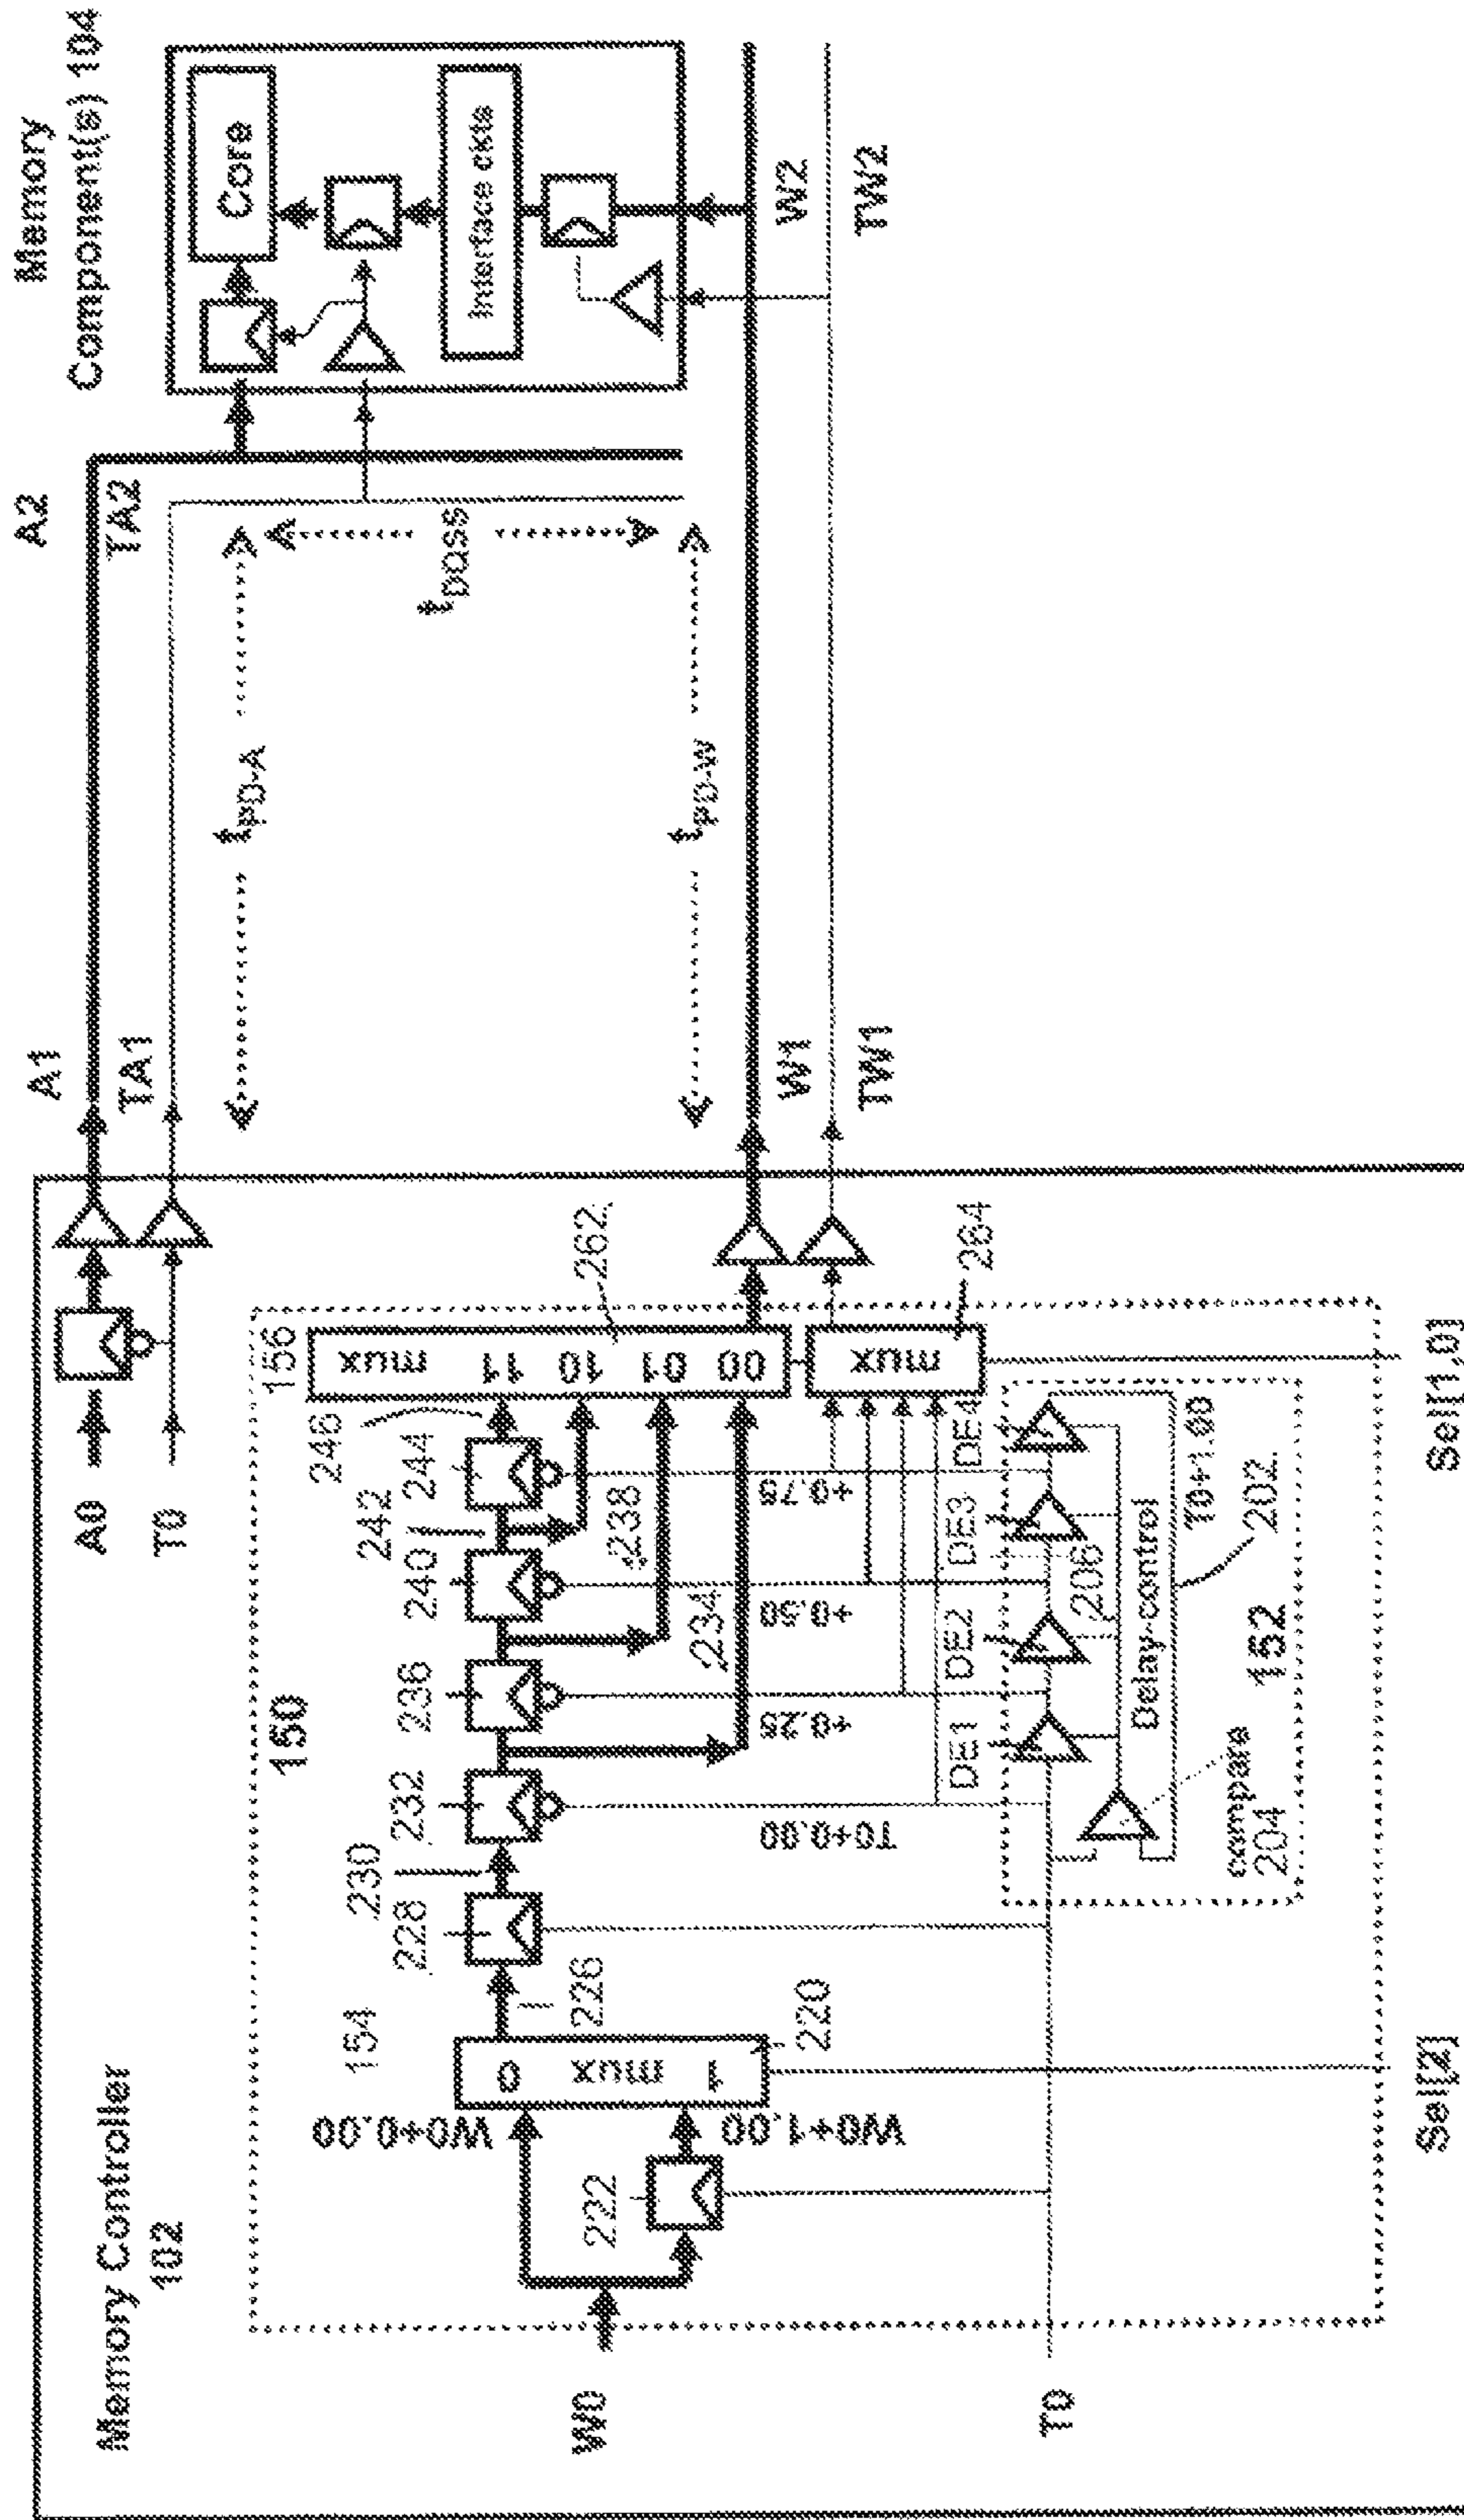 Memory Controller
102
A0
T0
A1
TA1
A2
TA2
Memory
Component(s) 104
Core
Interface ckts
tPD-A
tDQSS
tPD-W
150
154
W0+0.00
0
mux
1
W0+1.00
222
220
226
228
230
232
236
240
242
244
246
156
262
mux
11
10
01
00
238
234
T0+0.00
+0.25
+0.50
+0.75
mux
264
W0
T0
W1
TW1
W2
TW2
DE1
DE2
DE3
DE4
206
Delay-control
T0+1.00
202
152
compare
204
Sel[2]
Sel[1,0]